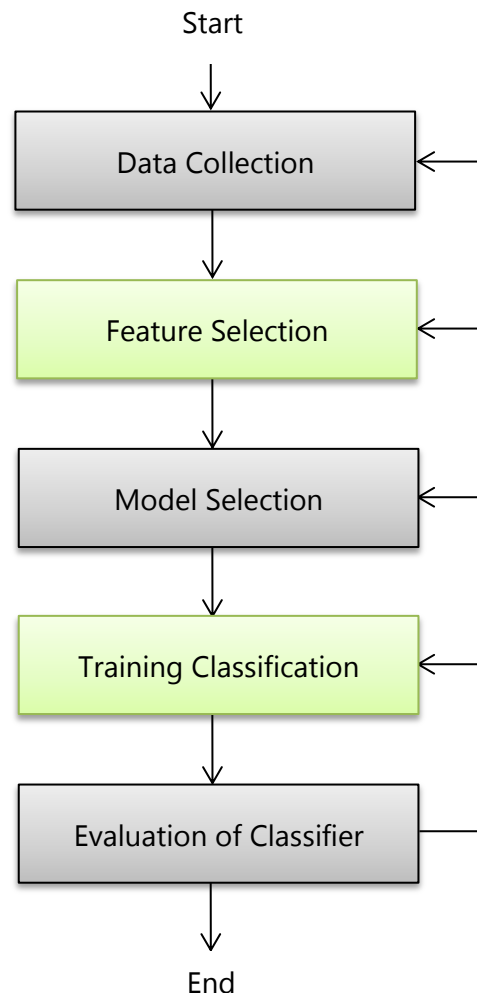 Start
Data Collection
Feature Selection
Model Selection
Training Classification
Evaluation of Classifier
End